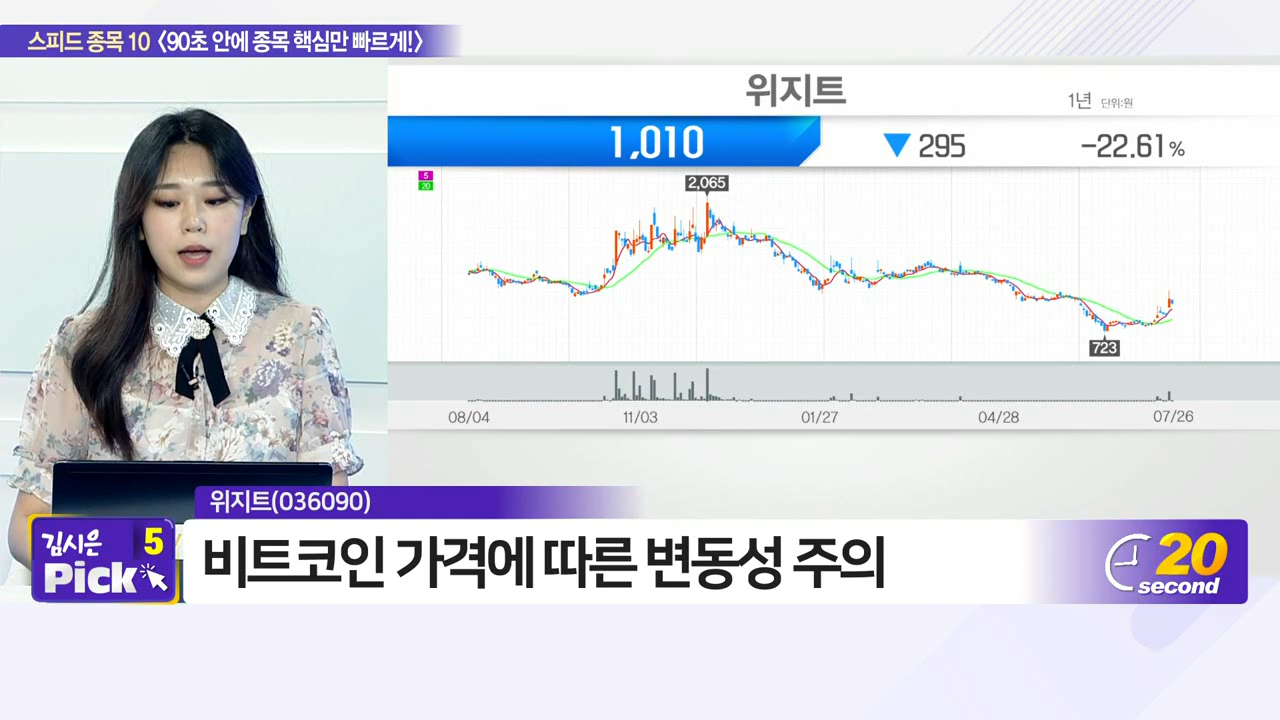 스피드 종목 10 <90초 안에 종목 핵심만 빠르게!>
위지트
1년 단위:원
1,010 ▼ 295 -22.61%
5
20
2,065
723
08/04 11/03 01/27 04/28 07/26
위지트(036090)
김시은 5
Pick
비트코인 가격에 따른 변동성 주의
20
second